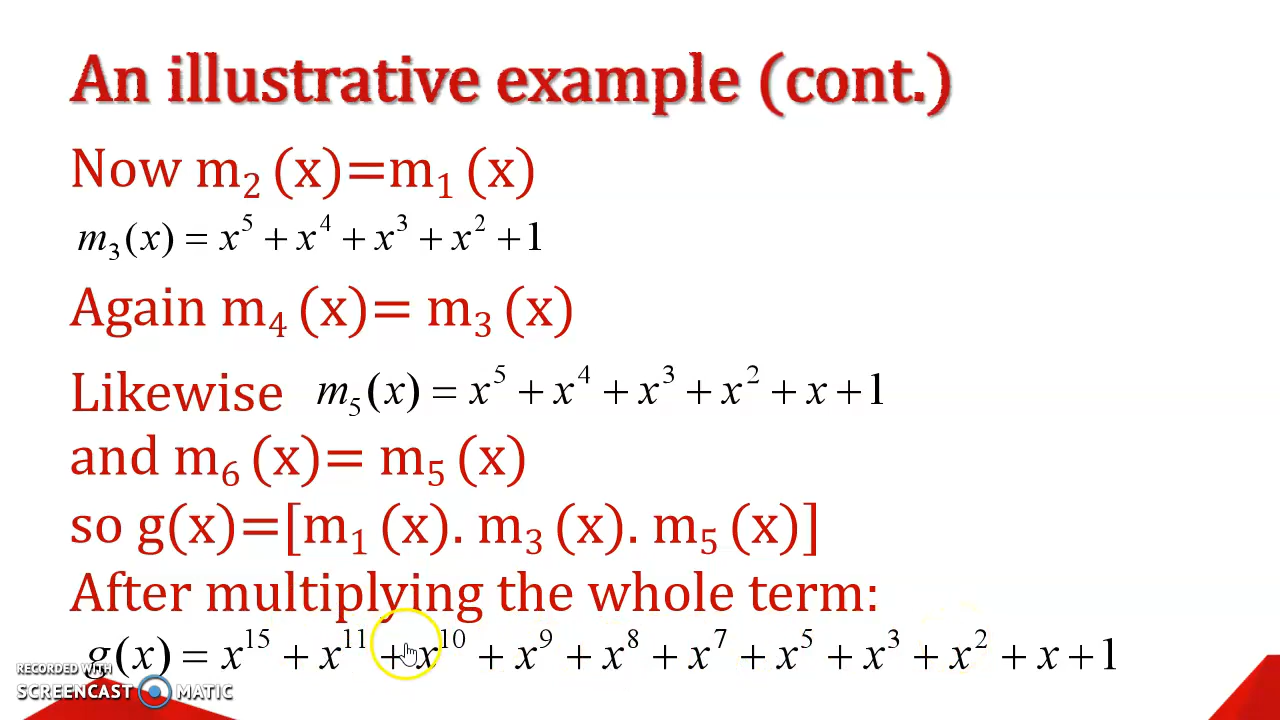 An illustrative example (cont.)
Now m₂ (x)=m₁ (x)
m₃(x) = x⁵ + x⁴ + x³ + x² + 1
Again m₄ (x)= m₃ (x)
Likewise m₅(x) = x⁵ + x⁴ + x³ + x² + x + 1
and m₆ (x)= m₅ (x)
so g(x)=[m₁ (x). m₃ (x). m₅ (x)]
After multiplying the whole term:
g(x) = x¹⁵ + x¹¹ + x¹⁰ + x⁹ + x⁸ + x⁷ + x⁵ + x³ + x² + x + 1
RECORDED WITH
SCREENCAST MATIC